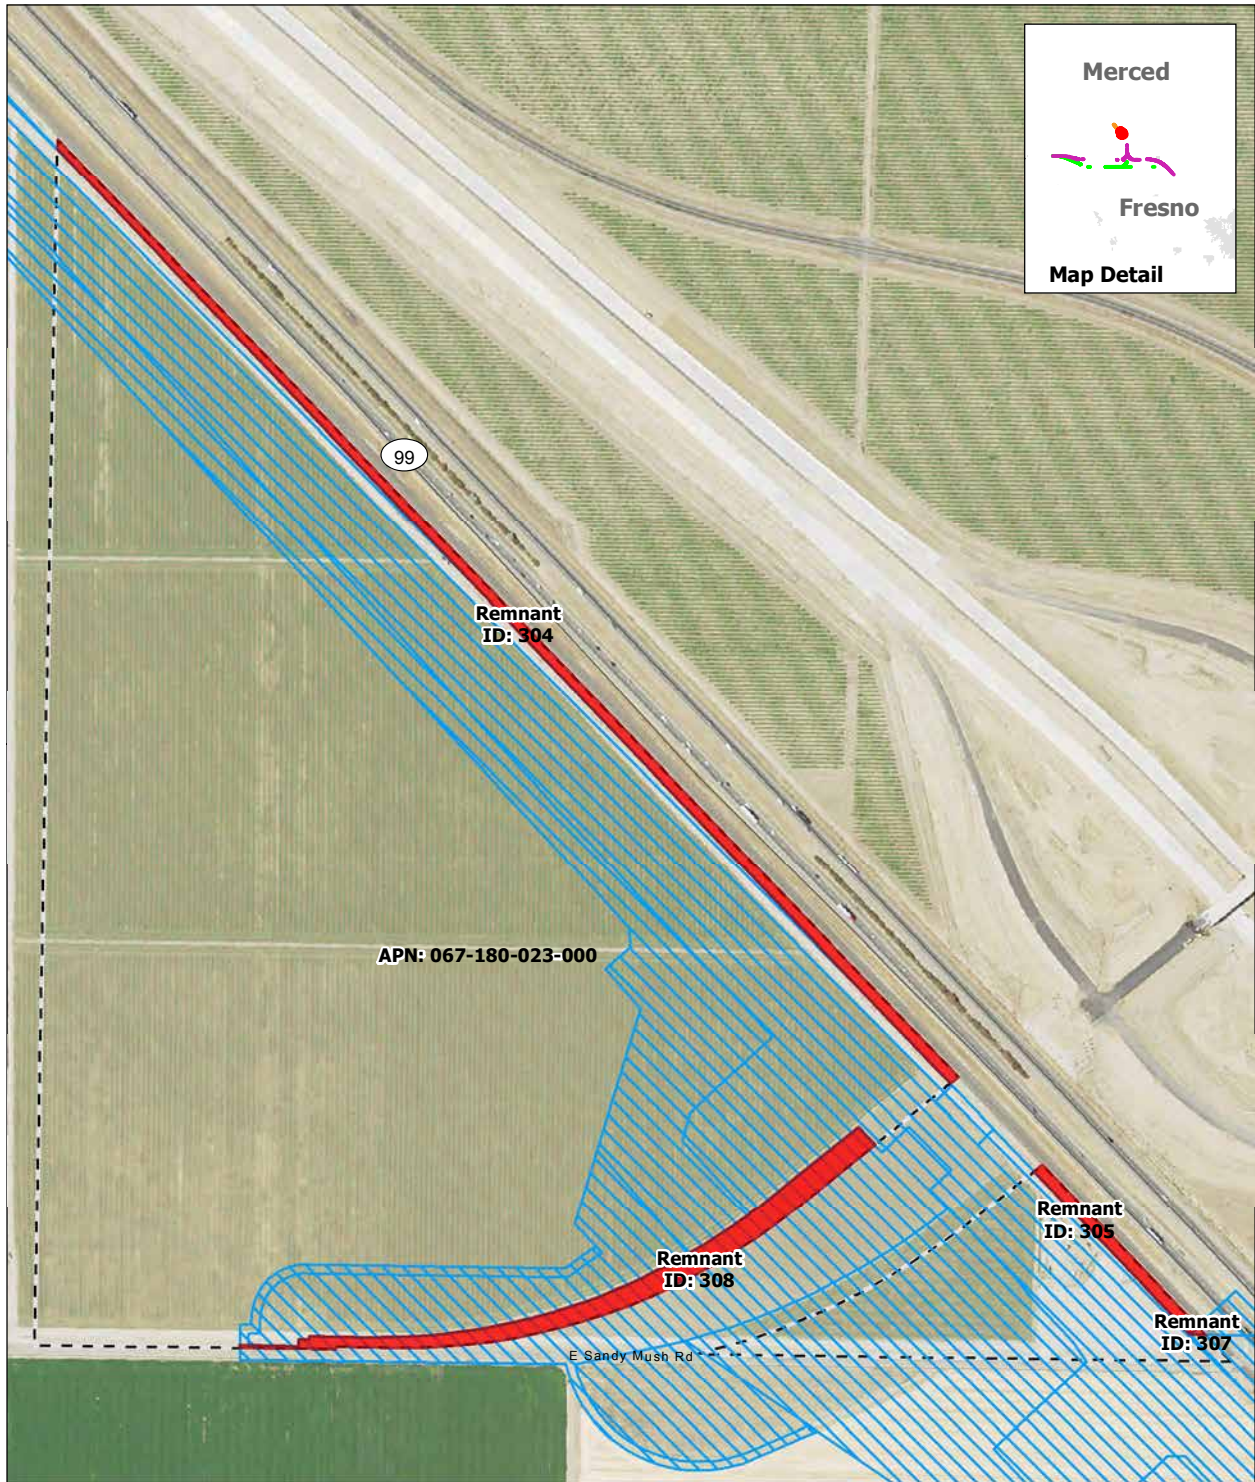 Merced
Fresno
Map Detail
99
Remnant
ID: 304
APN: 067-180-023-000
Remnant
ID: 305
Remnant
ID: 308
Remnant
ID: 307
E Sandy Mush Rd